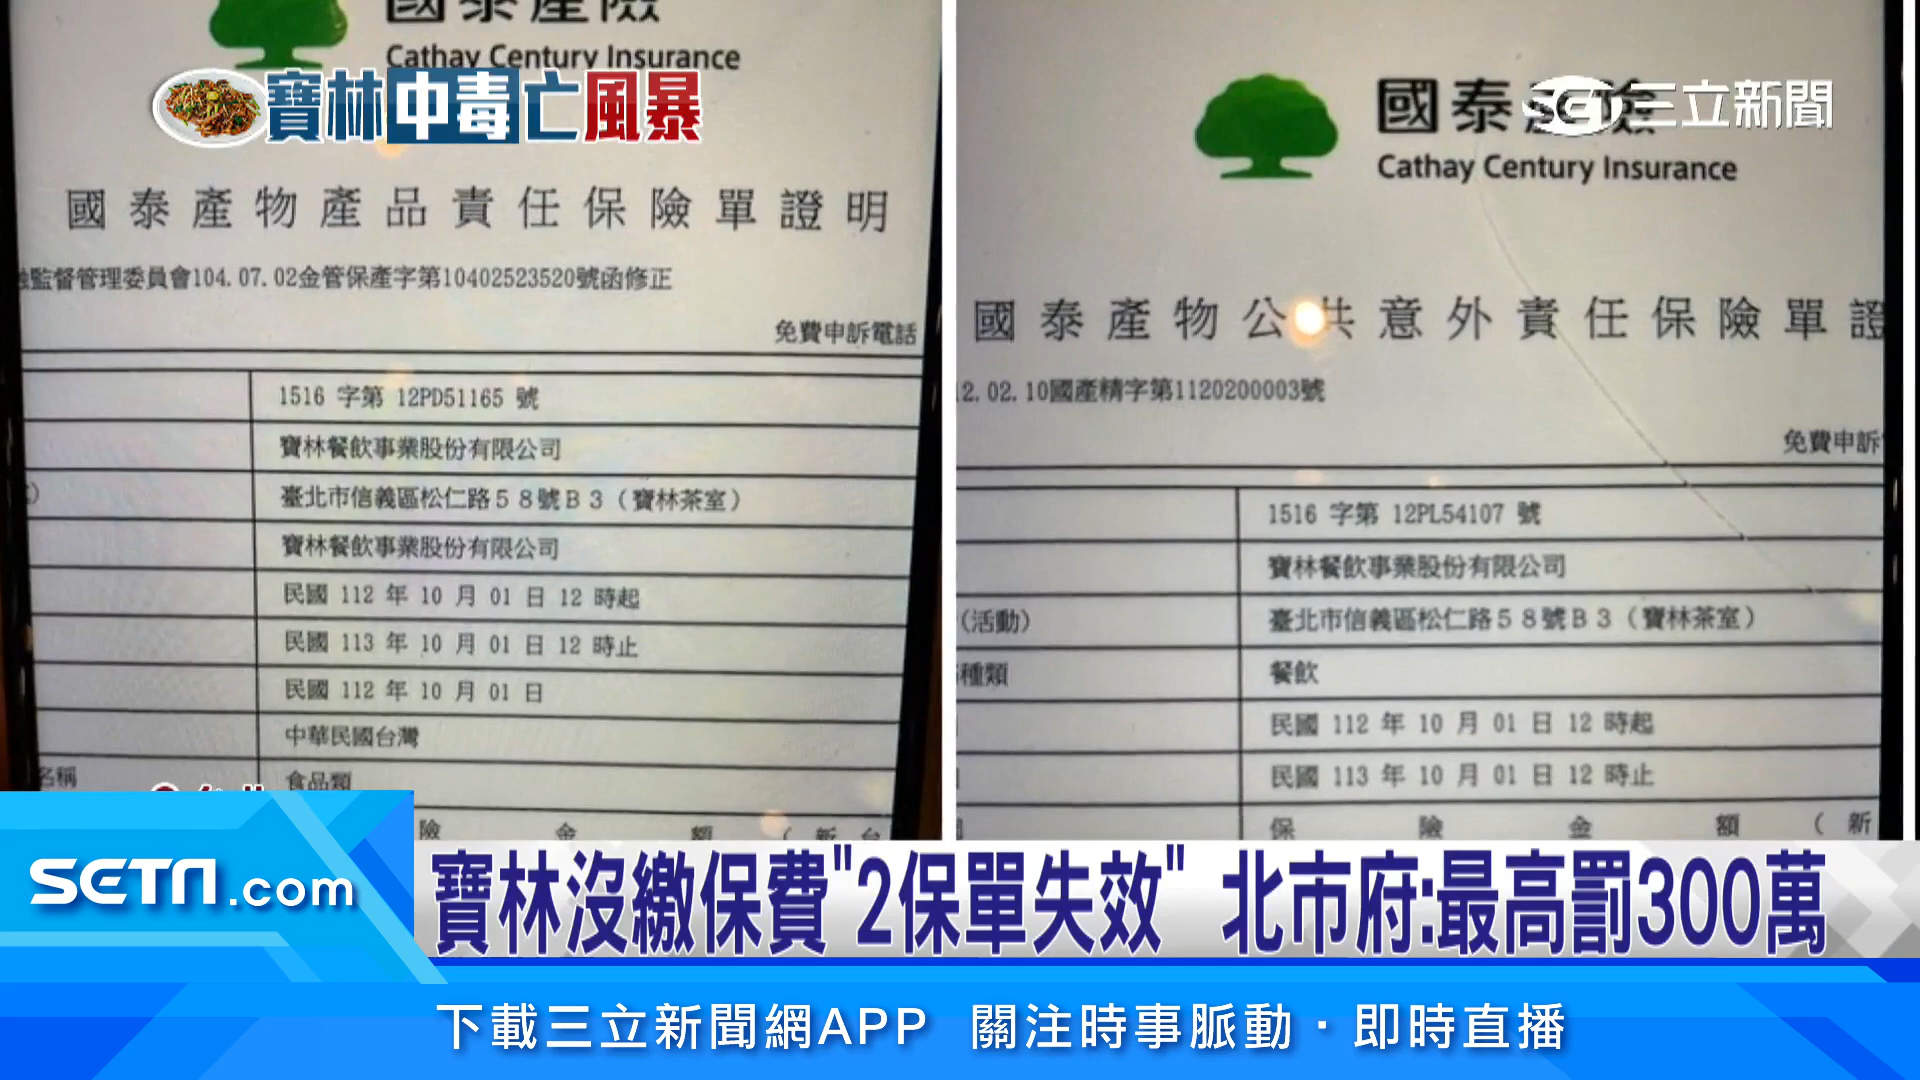 國泰產險
Cathay Century Insurance
寶林中毒亡風暴
國泰產物產品責任保險單證明
監督管理委員會104.07.02金管保產字第10402523520號函修正
免費申訴電話
1516 字第 12PD51165 號
寶林餐飲事業股份有限公司
臺北市信義區松仁路58號B3（寶林茶室）
寶林餐飲事業股份有限公司
民國 112 年 10 月 01 日 12 時起
民國 113 年 10 月 01 日 12 時止
民國 112 年 10 月 01 日
中華民國台灣
名稱
食品類
險 金 額 （ 新 台
國泰產險
SET三立新聞
Cathay Century Insurance
國泰產物公共意外責任保險單證
12.02.10國產精字第1120200003號
免費申訴
1516 字第 12PL54107 號
寶林餐飲事業股份有限公司
（活動）
臺北市信義區松仁路58號B3（寶林茶室）
種類
餐飲
民國 112 年 10 月 01 日 12 時起
民國 113 年 10 月 01 日 12 時止
保 險 金 額 （ 新
SETN.com
寶林沒繳保費"2保單失效" 北市府:最高罰300萬
下載三立新聞網APP 關注時事脈動·即時直播